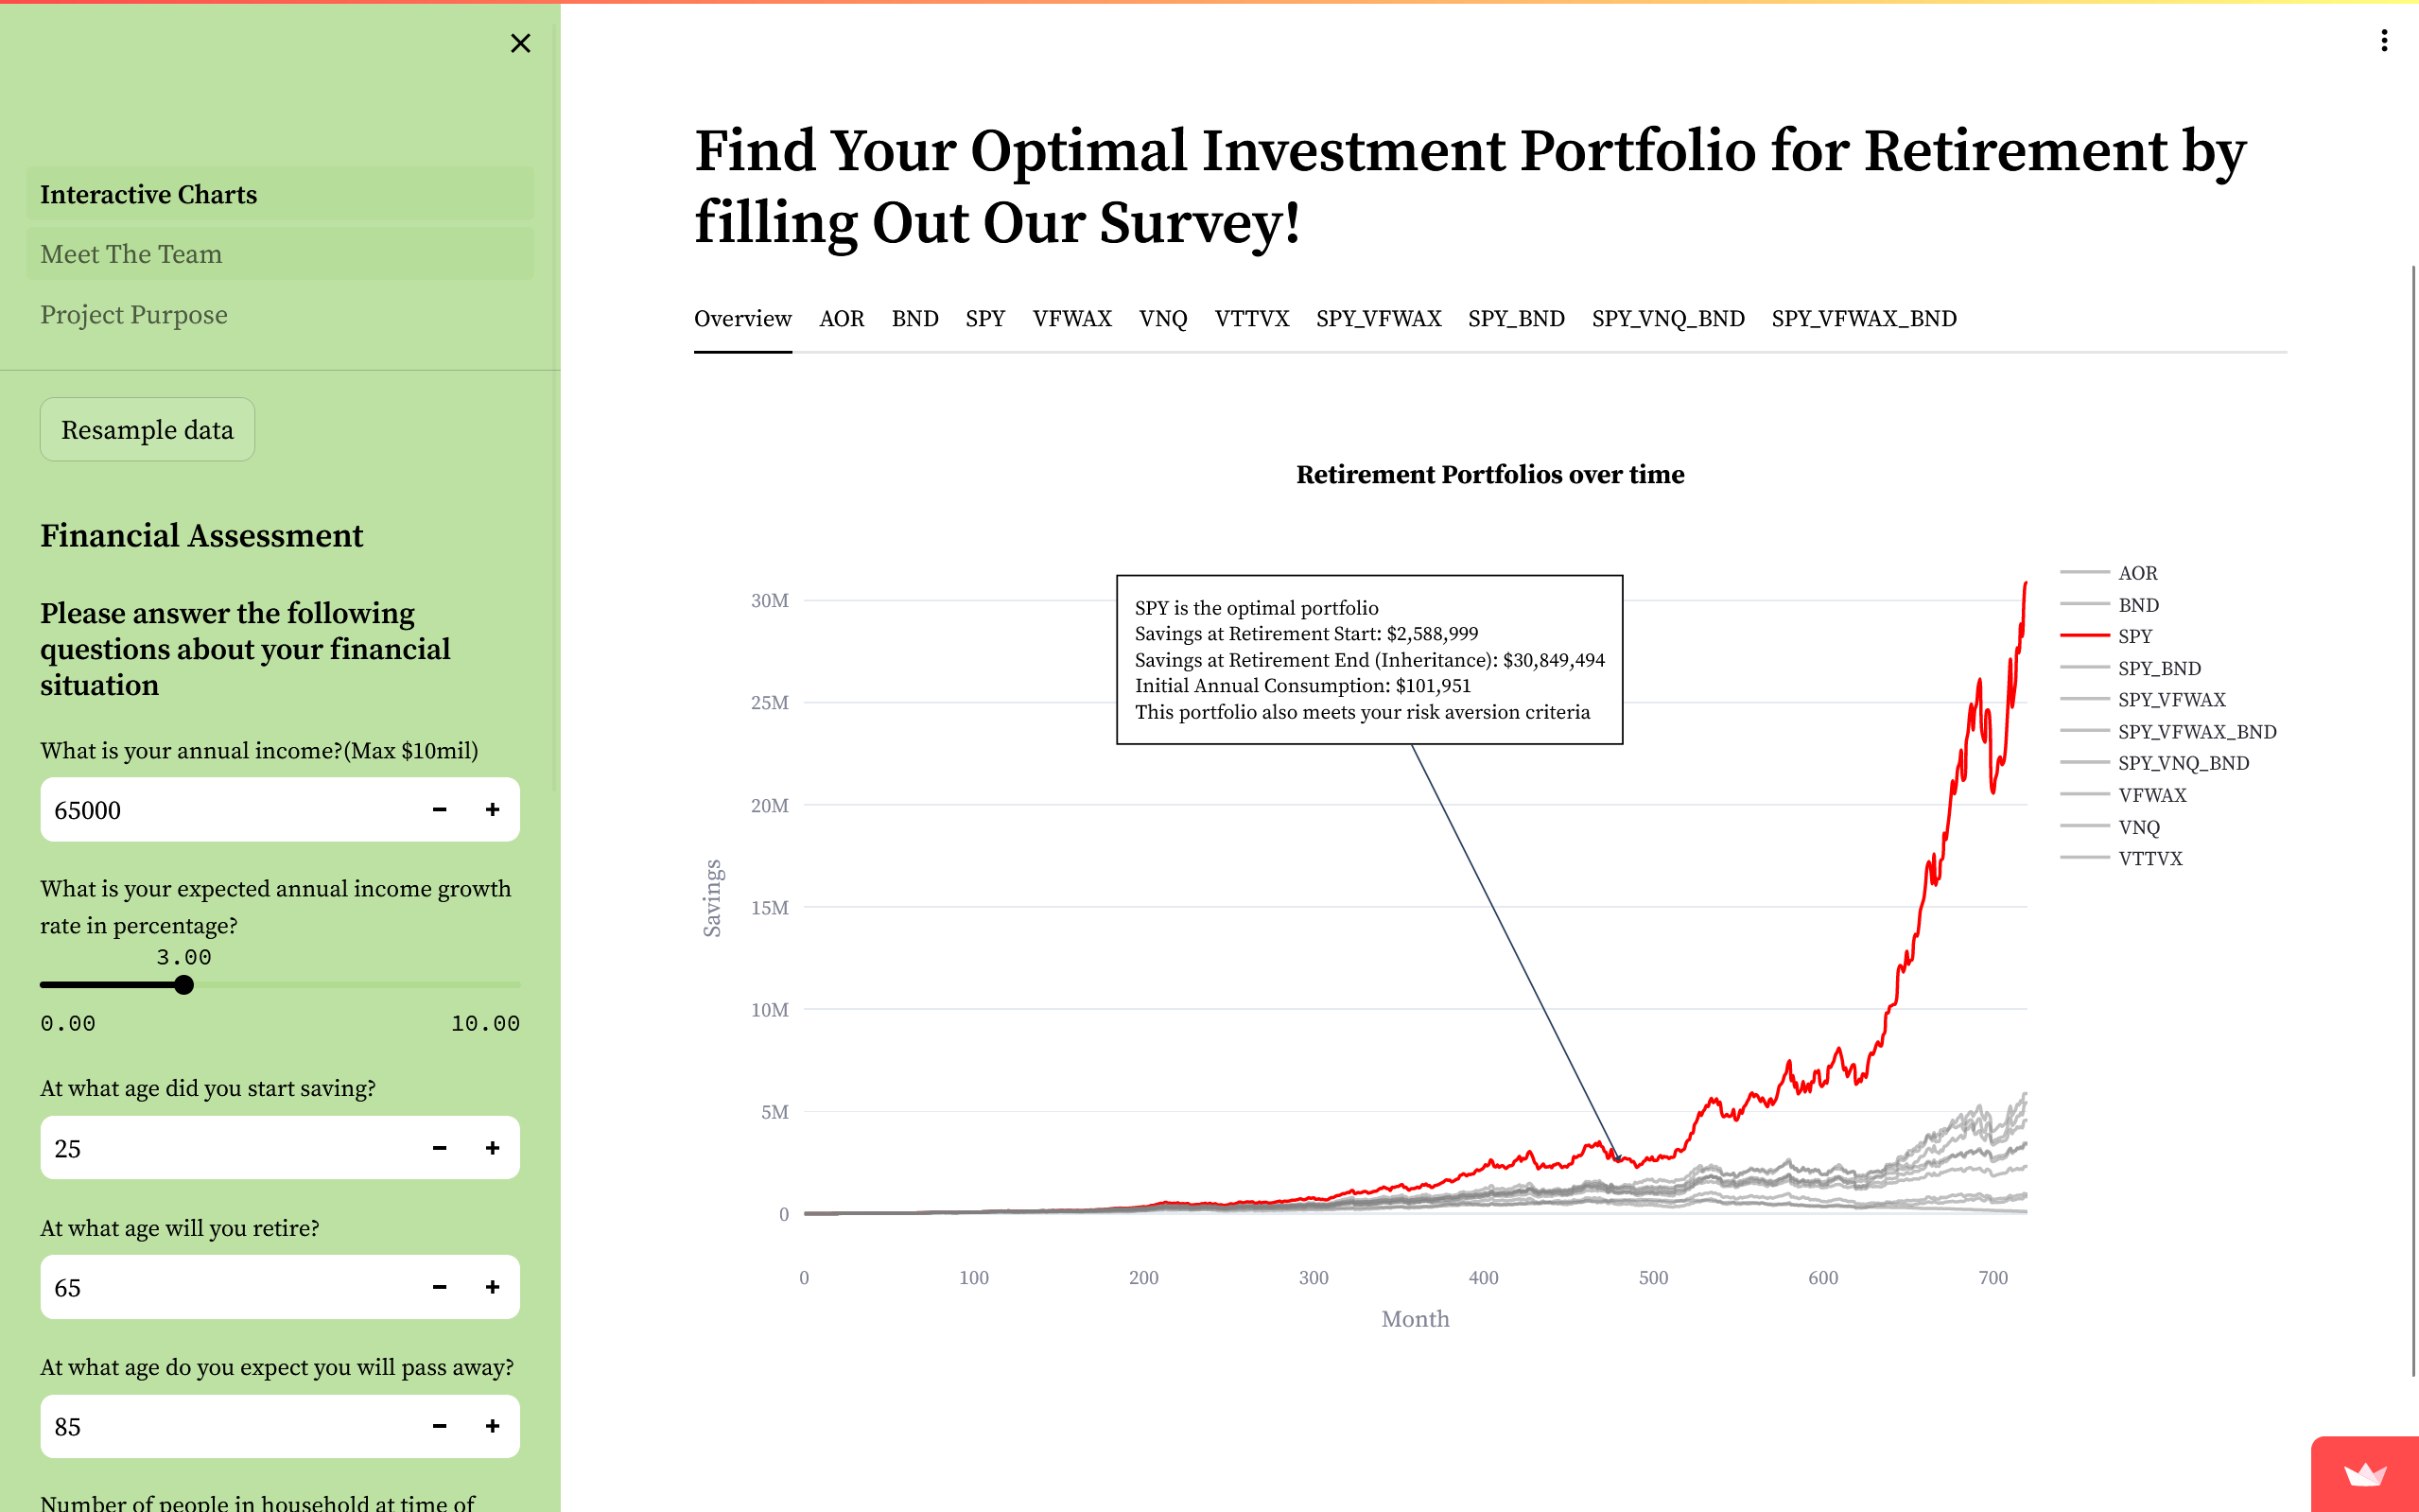 Interactive Charts
Meet The Team
Project Purpose
Resample data
Financial Assessment
Please answer the following
questions about your financial
situation
What is your annual income?(Max $10mil)
65000
What is your expected annual income growth
rate in percentage?
3.00
0.00 10.00
At what age did you start saving?
25
At what age will you retire?
65
At what age do you expect you will pass away?
85
Number of people in household at time of
Find Your Optimal Investment Portfolio for Retirement by
filling Out Our Survey!
Overview AOR BND SPY VFWAX VNQ VTTVX SPY_VFWAX SPY_BND SPY_VNQ_BND SPY_VFWAX_BND
Retirement Portfolios over time
SPY is the optimal portfolio
Savings at Retirement Start: $2,588,999
Savings at Retirement End (Inheritance): $30,849,494
Initial Annual Consumption: $101,951
This portfolio also meets your risk aversion criteria
30M
25M
20M
15M
10M
5M
0
Savings
0 100 200 300 400 500 600 700
Month
AOR
BND
SPY
SPY_BND
SPY_VFWAX
SPY_VFWAX_BND
SPY_VNQ_BND
VFWAX
VNQ
VTTVX